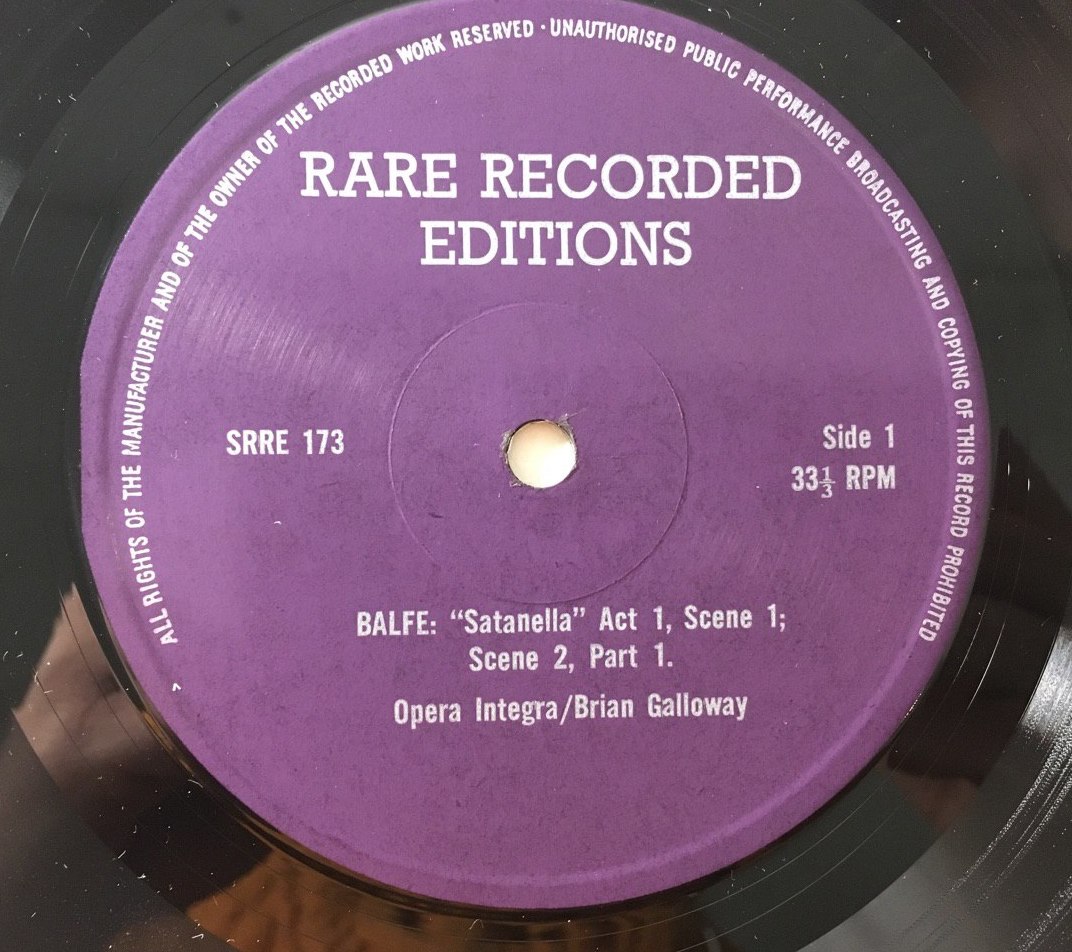 ALL RIGHTS OF THE MANUFACTURER AND OF THE OWNER OF THE RECORDED WORK RESERVED · UNAUTHORISED PUBLIC PERFORMANCE BROADCASTING AND COPYING OF THIS RECORD PROHIBITED
RARE RECORDED
EDITIONS
SRRE 173
Side 1
33⅓ RPM
BALFE: “Satanella” Act 1, Scene 1;
Scene 2, Part 1.
Opera Integra/Brian Galloway